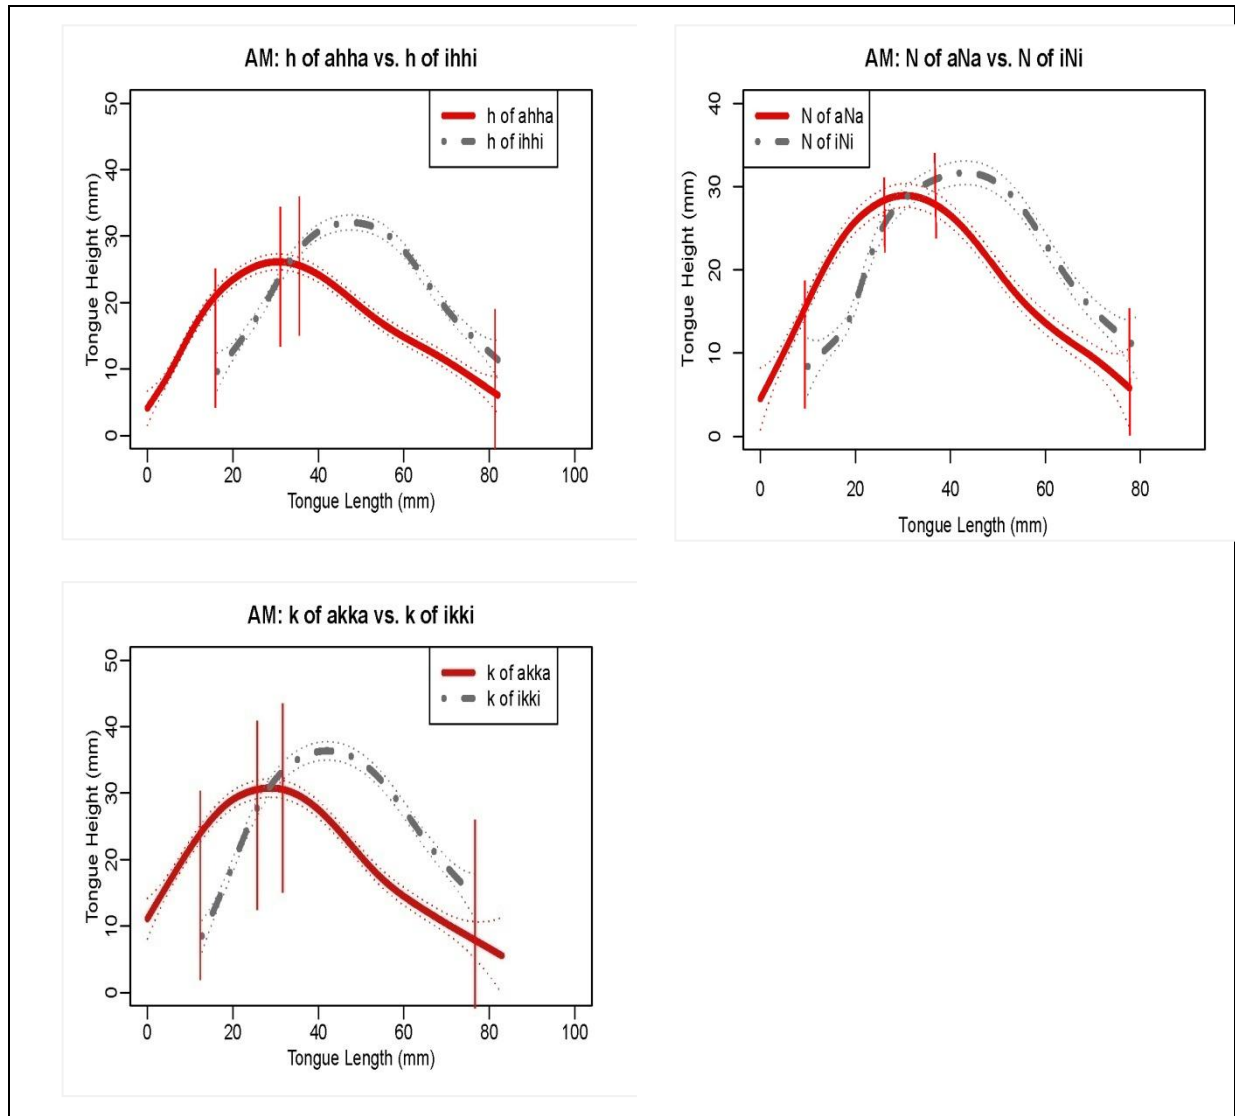 AM: h of ahha vs. h of ihhi
Tongue Height (mm)
50
40
30
20
10
0
h of ahha
h of ihhi
0 20 40 60 80 100
Tongue Length (mm)
AM: N of aNa vs. N of iNi
Tongue Height (mm)
40
30
20
10
0
N of aNa
N of iNi
0 20 40 60 80
Tongue Length (mm)
AM: k of akka vs. k of ikki
Tongue Height (mm)
50
40
30
20
10
0
k of akka
k of ikki
0 20 40 60 80 100
Tongue Length (mm)